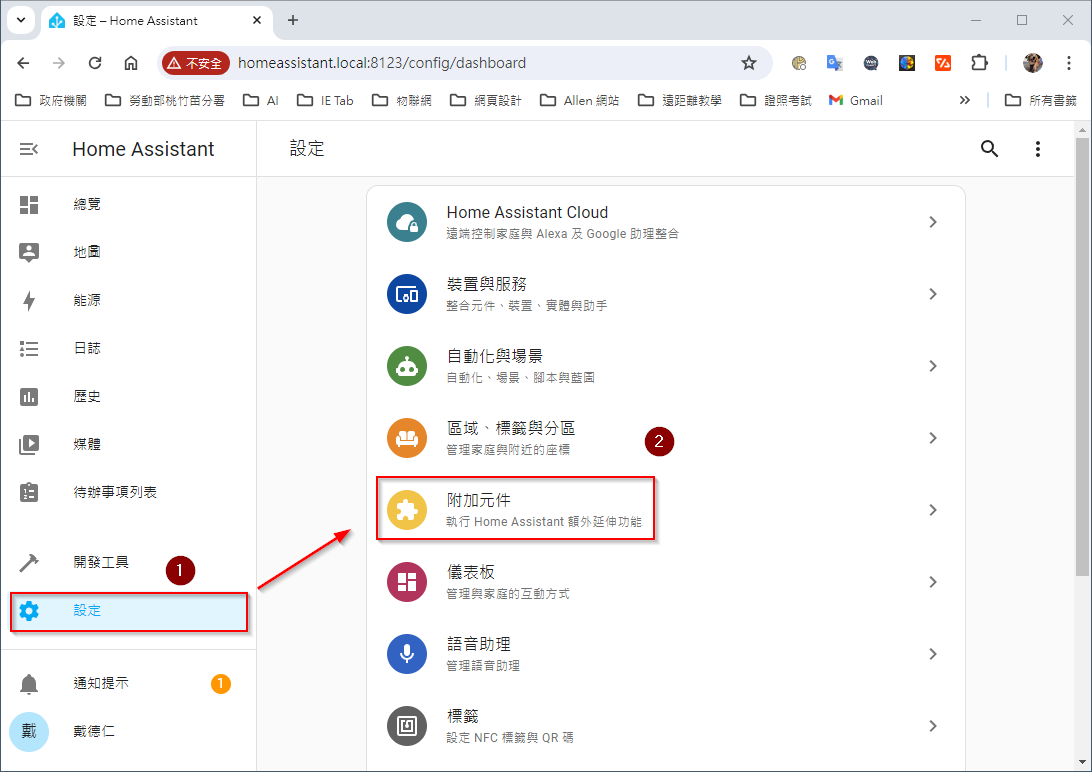 設定 – Home Assistant
不安全
homeassistant.local:8123/config/dashboard
政府機關
勞動部桃竹苗分署
AI
IE Tab
物聯網
網頁設計
Allen 網站
遠距離教學
證照考試
Gmail
所有書籤
Home Assistant
設定
總覽
地圖
能源
日誌
歷史
媒體
待辦事項列表
開發工具
1
設定
通知提示
1
戴
戴德仁
Home Assistant Cloud
遠端控制家庭與 Alexa 及 Google 助理整合
裝置與服務
整合元件、裝置、實體與助手
自動化與場景
自動化、場景、腳本與藍圖
區域、標籤與分區
管理家庭與附近的座標
2
附加元件
執行 Home Assistant 額外延伸功能
儀表板
管理與家庭的互動方式
語音助理
管理語音助理
標籤
設定 NFC 標籤與 QR 碼